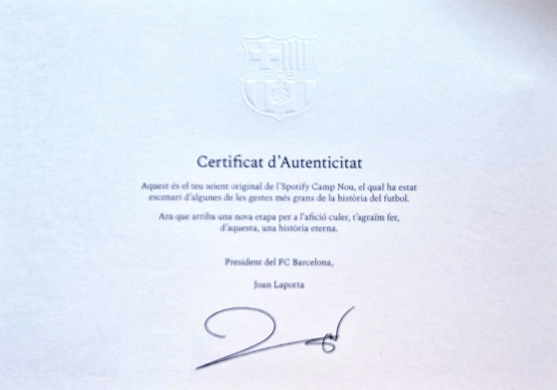 FCB
Certificat d'Autenticitat
Aquest és el teu seient original de l'Spotify Camp Nou, el qual ha estat
escenari d'algunes de les gestes més grans de la història del futbol.
Ara que arriba una nova etapa per a l'afició culer, t'agraïm fer,
d'aquesta, una història eterna.
President del FC Barcelona,
Joan Laporta